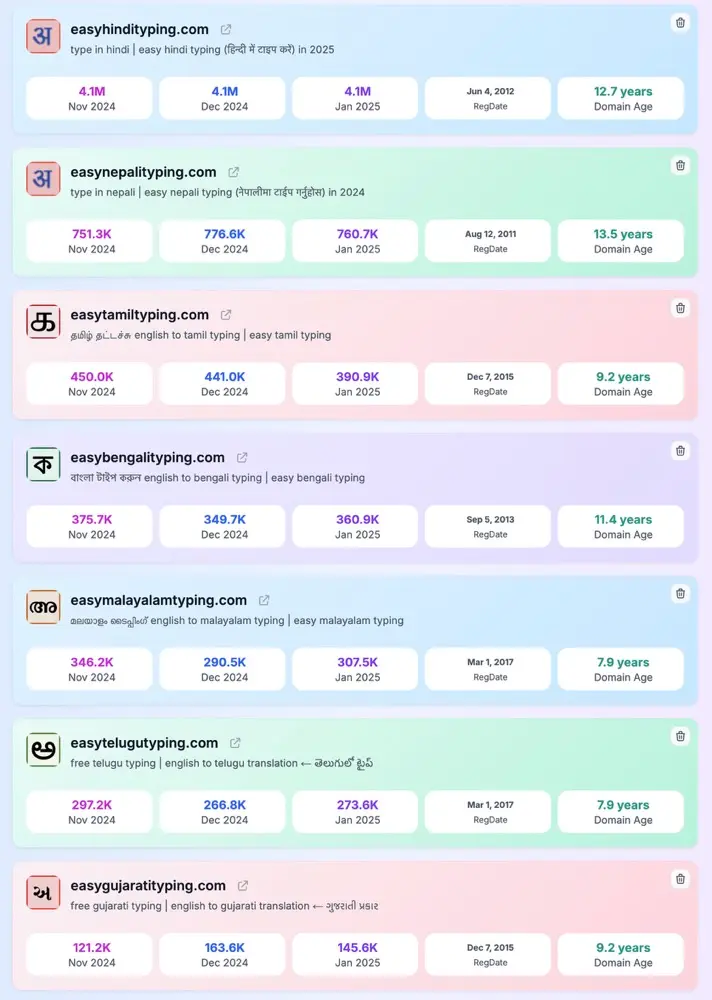 अ
easyhindityping.com
type in hindi | easy hindi typing (हिन्दी में टाइप करें) in 2025
4.1M 4.1M 4.1M Jun 4, 2012 12.7 years
Nov 2024 Dec 2024 Jan 2025 RegDate Domain Age
अ
easynepalityping.com
type in nepali | easy nepali typing (नेपालीमा टाईप गर्नुहोस) in 2024
751.3K 776.6K 760.7K Aug 12, 2011 13.5 years
Nov 2024 Dec 2024 Jan 2025 RegDate Domain Age
க
easytamiltyping.com
தமிழ் தட்டச்சு english to tamil typing | easy tamil typing
450.0K 441.0K 390.9K Dec 7, 2015 9.2 years
Nov 2024 Dec 2024 Jan 2025 RegDate Domain Age
ক
easybengalityping.com
বাংলা টাইপ করুন english to bengali typing | easy bengali typing
375.7K 349.7K 360.9K Sep 5, 2013 11.4 years
Nov 2024 Dec 2024 Jan 2025 RegDate Domain Age
അ
easymalayalamtyping.com
മലയാളം ടൈപ്പിംഗ് english to malayalam typing | easy malayalam typing
346.2K 290.5K 307.5K Mar 1, 2017 7.9 years
Nov 2024 Dec 2024 Jan 2025 RegDate Domain Age
అ
easytelugutyping.com
free telugu typing | english to telugu translation ← తెలుగులో టైప్
297.2K 266.8K 273.6K Mar 1, 2017 7.9 years
Nov 2024 Dec 2024 Jan 2025 RegDate Domain Age
અ
easygujaratityping.com
free gujarati typing | english to gujarati translation ← ગુજરાતી પ્રકાર
121.2K 163.6K 145.6K Dec 7, 2015 9.2 years
Nov 2024 Dec 2024 Jan 2025 RegDate Domain Age